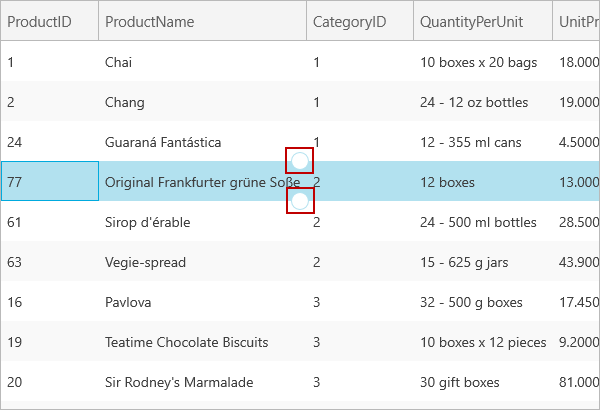 ProductID ProductName CategoryID QuantityPerUnit UnitPr
1 Chai 1 10 boxes x 20 bags 18.000
2 Chang 1 24 - 12 oz bottles 19.000
24 Guaraná Fantástica 1 12 - 355 ml cans 4.5000
77 Original Frankfurter grüne Soße 2 12 boxes 13.000
61 Sirop d'érable 2 24 - 500 ml bottles 28.500
63 Vegie-spread 2 15 - 625 g jars 43.900
16 Pavlova 3 32 - 500 g boxes 17.450
19 Teatime Chocolate Biscuits 3 10 boxes x 12 pieces 9.2000
20 Sir Rodney's Marmalade 3 30 gift boxes 81.000